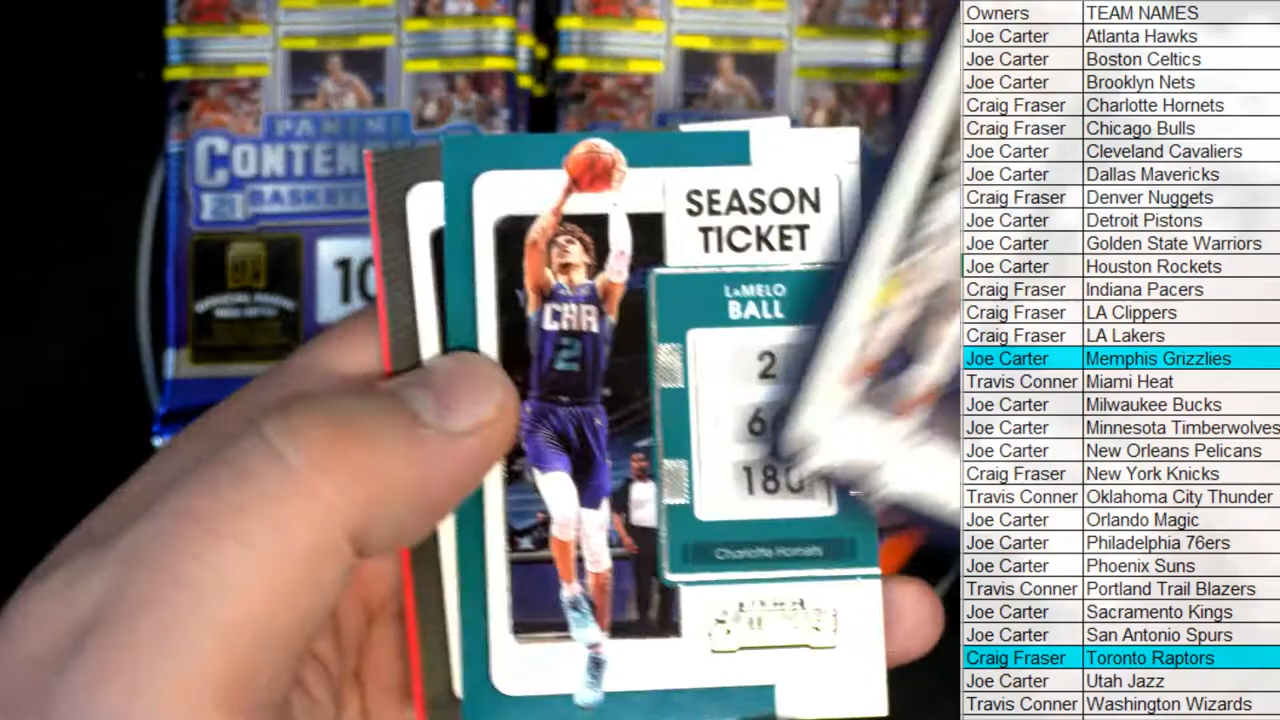 CONTEN
BASKET
21
10
SEASON
TICKET
LaMELO
BALL
2
6
180
Charlotte Hornets
CHA
2
Owners TEAM NAMES
Joe Carter Atlanta Hawks
Joe Carter Boston Celtics
Joe Carter Brooklyn Nets
Craig Fraser Charlotte Hornets
Craig Fraser Chicago Bulls
Joe Carter Cleveland Cavaliers
Joe Carter Dallas Mavericks
Craig Fraser Denver Nuggets
Joe Carter Detroit Pistons
Joe Carter Golden State Warriors
Joe Carter Houston Rockets
Craig Fraser Indiana Pacers
Craig Fraser LA Clippers
Craig Fraser LA Lakers
Joe Carter Memphis Grizzlies
Travis Conner Miami Heat
Joe Carter Milwaukee Bucks
Joe Carter Minnesota Timberwolves
Joe Carter New Orleans Pelicans
Craig Fraser New York Knicks
Travis Conner Oklahoma City Thunder
Joe Carter Orlando Magic
Joe Carter Philadelphia 76ers
Joe Carter Phoenix Suns
Travis Conner Portland Trail Blazers
Joe Carter Sacramento Kings
Joe Carter San Antonio Spurs
Craig Fraser Toronto Raptors
Joe Carter Utah Jazz
Travis Conner Washington Wizards